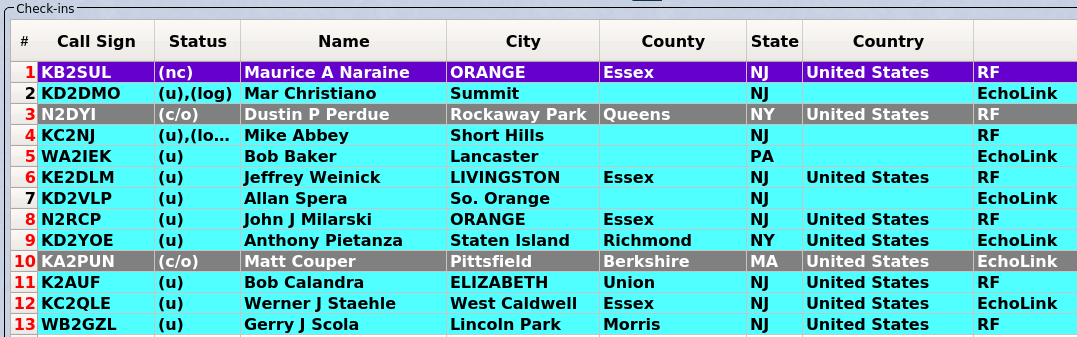 Check-ins
# Call Sign Status Name City County State Country
1 KB2SUL (nc) Maurice A Naraine ORANGE Essex NJ United States RF
2 KD2DMO (u),(log) Mar Christiano Summit NJ EchoLink
3 N2DYI (c/o) Dustin P Perdue Rockaway Park Queens NY United States RF
4 KC2NJ (u),(lo... Mike Abbey Short Hills NJ RF
5 WA2IEK (u) Bob Baker Lancaster PA EchoLink
6 KE2DLM (u) Jeffrey Weinick LIVINGSTON Essex NJ United States RF
7 KD2VLP (u) Allan Spera So. Orange NJ EchoLink
8 N2RCP (u) John J Milarski ORANGE Essex NJ United States RF
9 KD2YOE (u) Anthony Pietanza Staten Island Richmond NY United States EchoLink
10 KA2PUN (c/o) Matt Couper Pittsfield Berkshire MA United States EchoLink
11 K2AUF (u) Bob Calandra ELIZABETH Union NJ United States RF
12 KC2QLE (u) Werner J Staehle West Caldwell Essex NJ United States EchoLink
13 WB2GZL (u) Gerry J Scola Lincoln Park Morris NJ United States RF